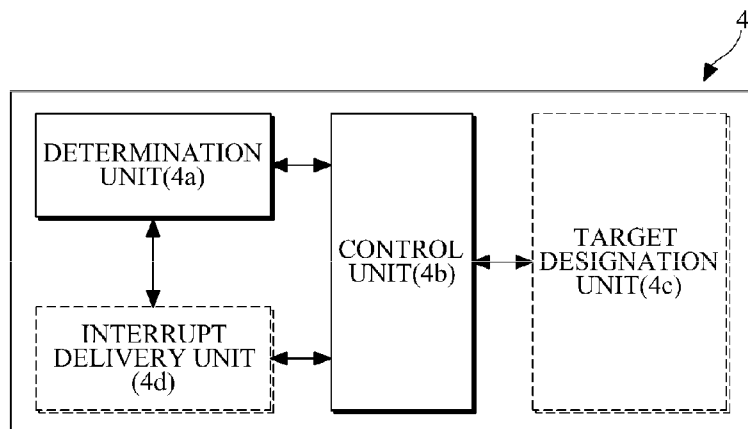 4
DETERMINATION
UNIT(4a)
CONTROL
UNIT(4b)
TARGET
DESIGNATION
UNIT(4c)
INTERRUPT
DELIVERY UNIT
(4d)